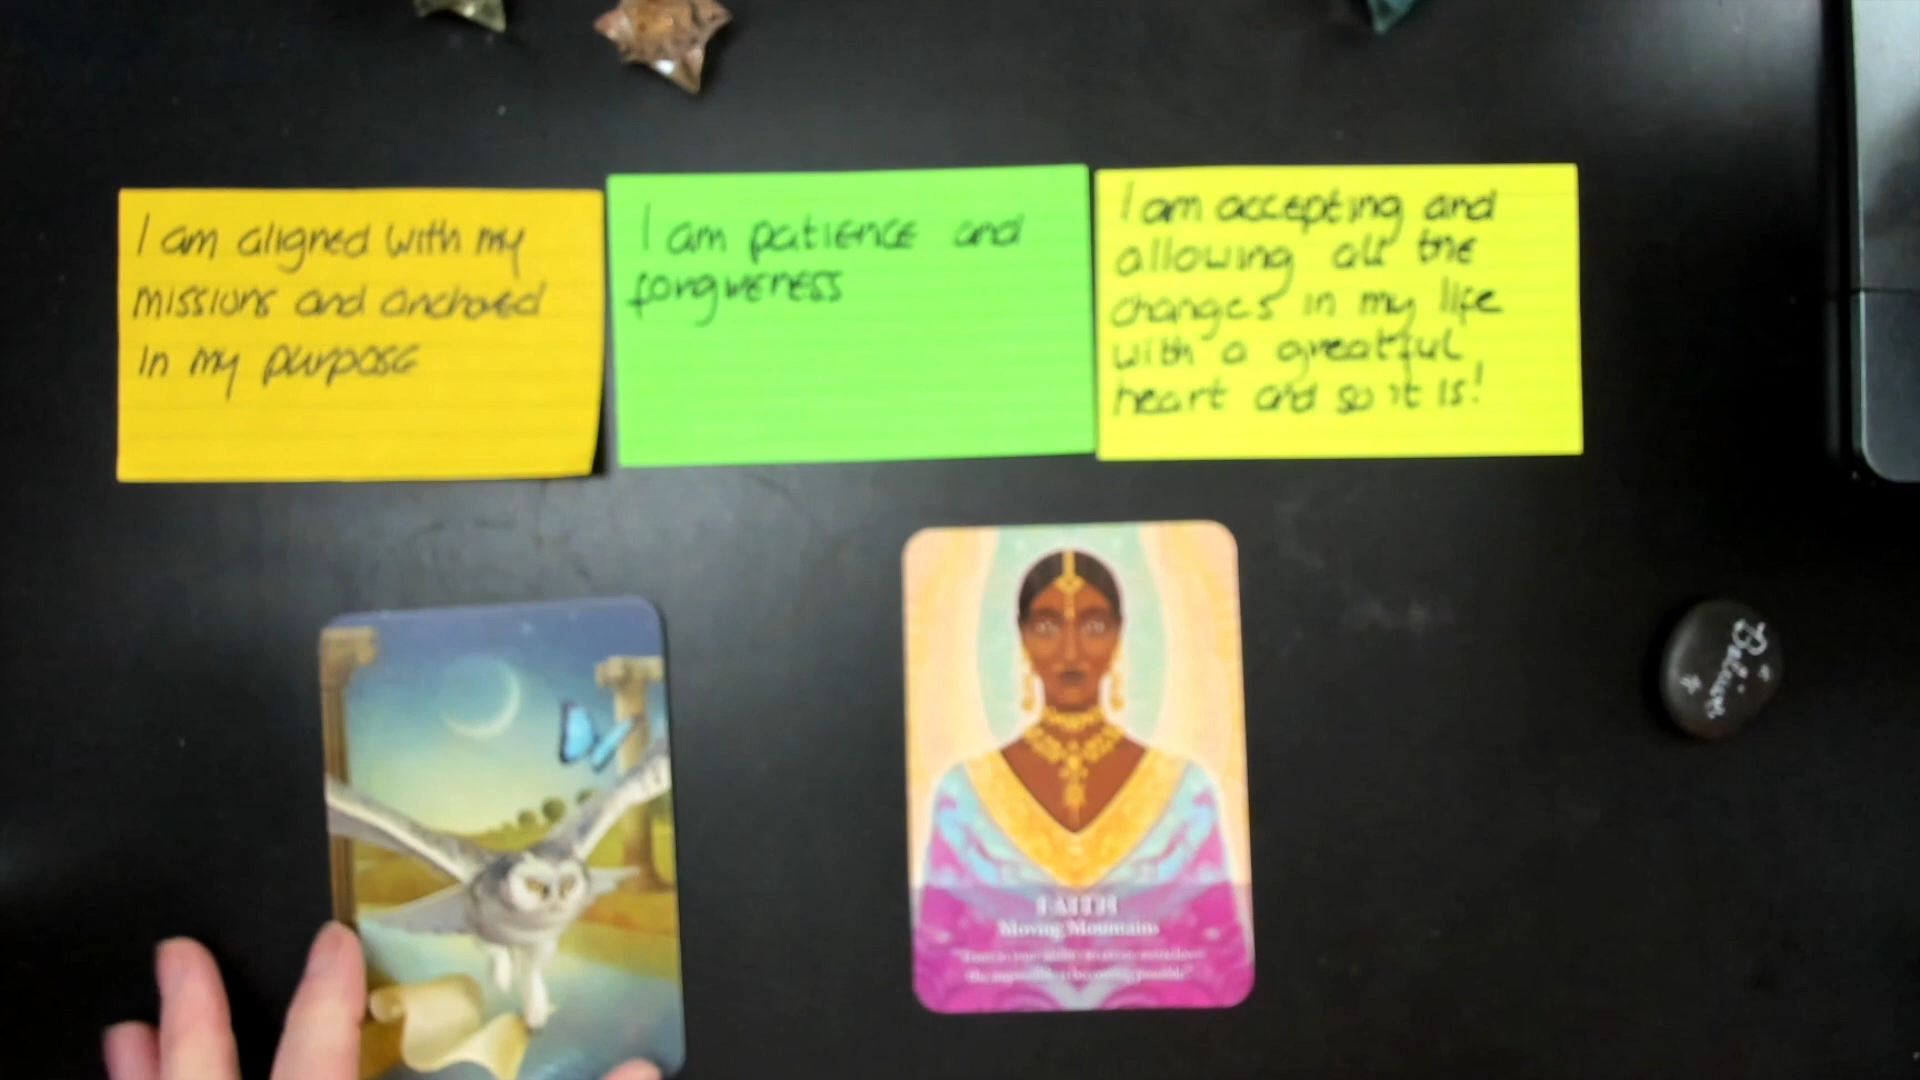 I am aligned with my
missions and anchored
in my purpose
I am patience and
forgiveness
I am accepting and
allowing all the
changes in my life
with a greatful
heart and so it is!
FAITH
Moving Mountains
Believe